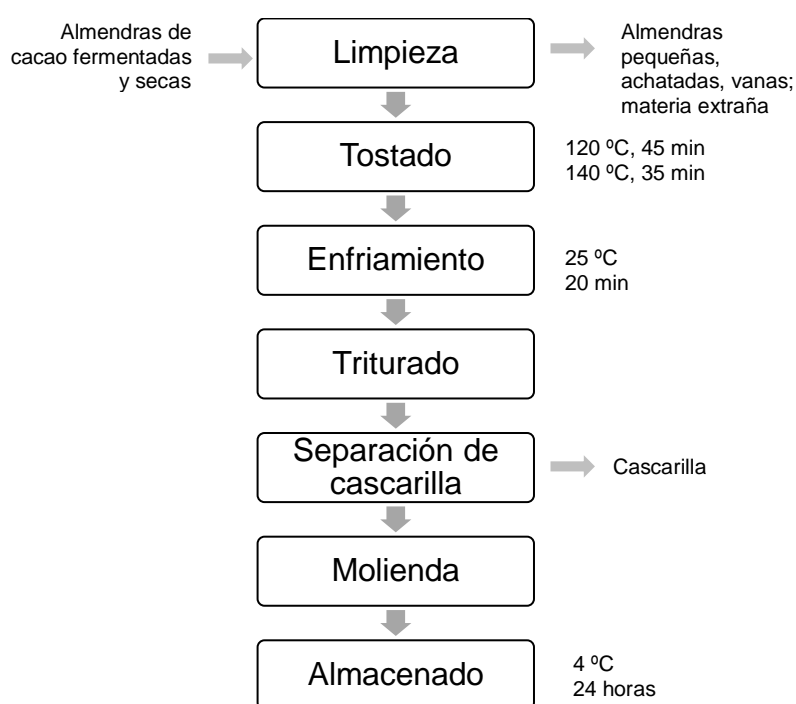 Almendras de
cacao fermentadas
y secas
Limpieza
Almendras
pequeñas,
achatadas, vanas;
materia extraña
Tostado
120 ºC, 45 min
140 ºC, 35 min
Enfriamiento
25 ºC
20 min
Triturado
Separación de
cascarilla
Cascarilla
Molienda
Almacenado
4 ºC
24 horas